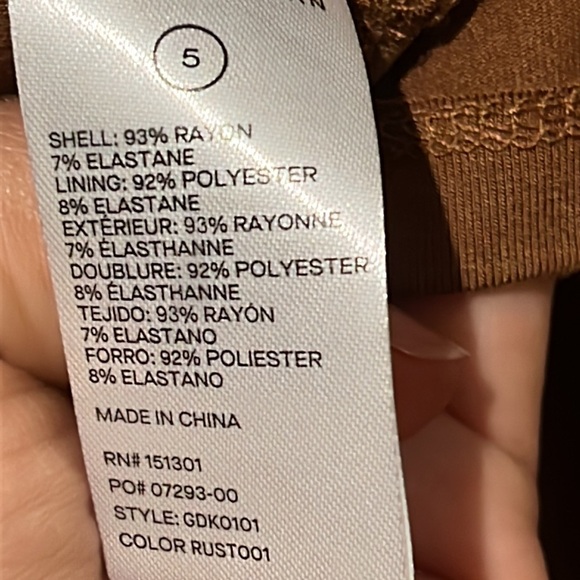 5
SHELL: 93% RAYON
7% ELASTANE
LINING: 92% POLYESTER
8% ELASTANE
EXTÉRIEUR: 93% RAYONNE
7% ÉLASTHANNE
DOUBLURE: 92% POLYESTER
8% ÉLASTHANNE
TEJIDO: 93% RAYÓN
7% ELASTANO
FORRO: 92% POLIESTER
8% ELASTANO
MADE IN CHINA
RN# 151301
PO# 07293-00
STYLE: GDK0101
COLOR RUST001